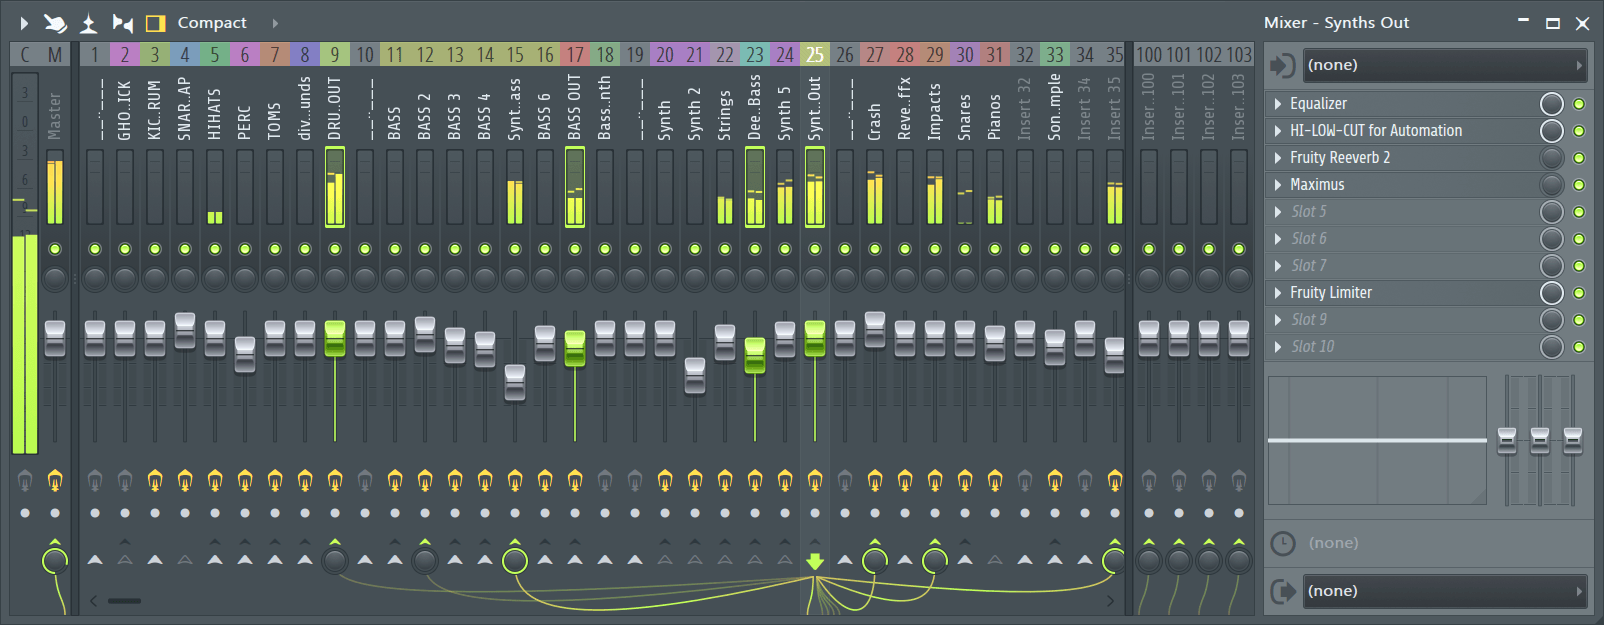 Compact
Mixer - Synths Out
C M 1 2 3 4 5 6 7 8 9 10 11 12 13 14 15 16 17 18 19 20 21 22 23 24 25 26 27 28 29 30 31 32 33 34 35 100 101 102 103
Master
GHO..ICK
KIC..RUM
SNAR..AP
HIHATS
PERC
TOMS
div..unds
DRU..OUT
BASS
BASS 2
BASS 3
BASS 4
Synt..ass
BASS 6
BASS OUT
Bass..nth
Synth
Synth 2
Strings
Dee..Bass
Synth 5
Synt..Out
Crash
Reve..ffx
Impacts
Snares
Pianos
Insert 32
Son..mple
Insert 34
Insert 35
Inser..100
Inser..101
Inser..102
Inser..103
3
0
3
6
9
12
(none)
Equalizer
HI-LOW-CUT for Automation
Fruity Reeverb 2
Maximus
Slot 5
Slot 6
Slot 7
Fruity Limiter
Slot 9
Slot 10
(none)
(none)